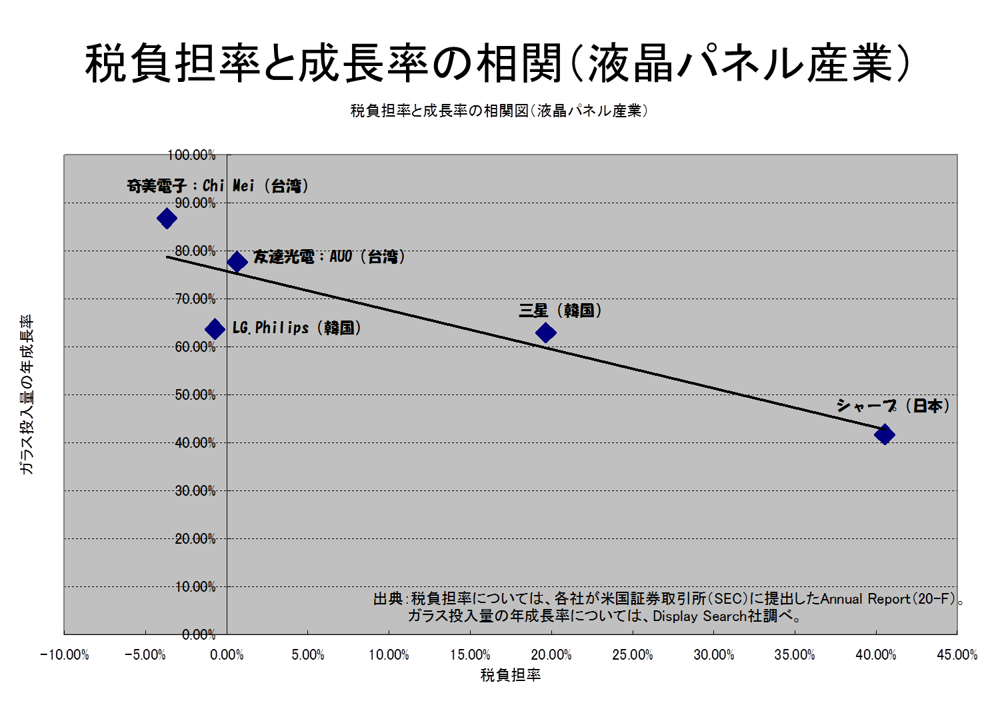 税負担率と成長率の相関（液晶パネル産業）
税負担率と成長率の相関図（液晶パネル産業）
100.00%
奇美電子：Chi Mei（台湾）
90.00%
80.00%
友達光電：AUO（台湾）
70.00%
三星（韓国）
LG.Philips（韓国）
60.00%
50.00%
シャープ（日本）
40.00%
30.00%
20.00%
10.00%
0.00%
ガラス投入量の年成長率
出典：税負担率については、各社が米国証券取引所（SEC）に提出したAnnual Report（20-F）。
ガラス投入量の年成長率については、Display Search社調べ。
-10.00% -5.00% 0.00% 5.00% 10.00% 15.00% 20.00% 25.00% 30.00% 35.00% 40.00% 45.00%
税負担率